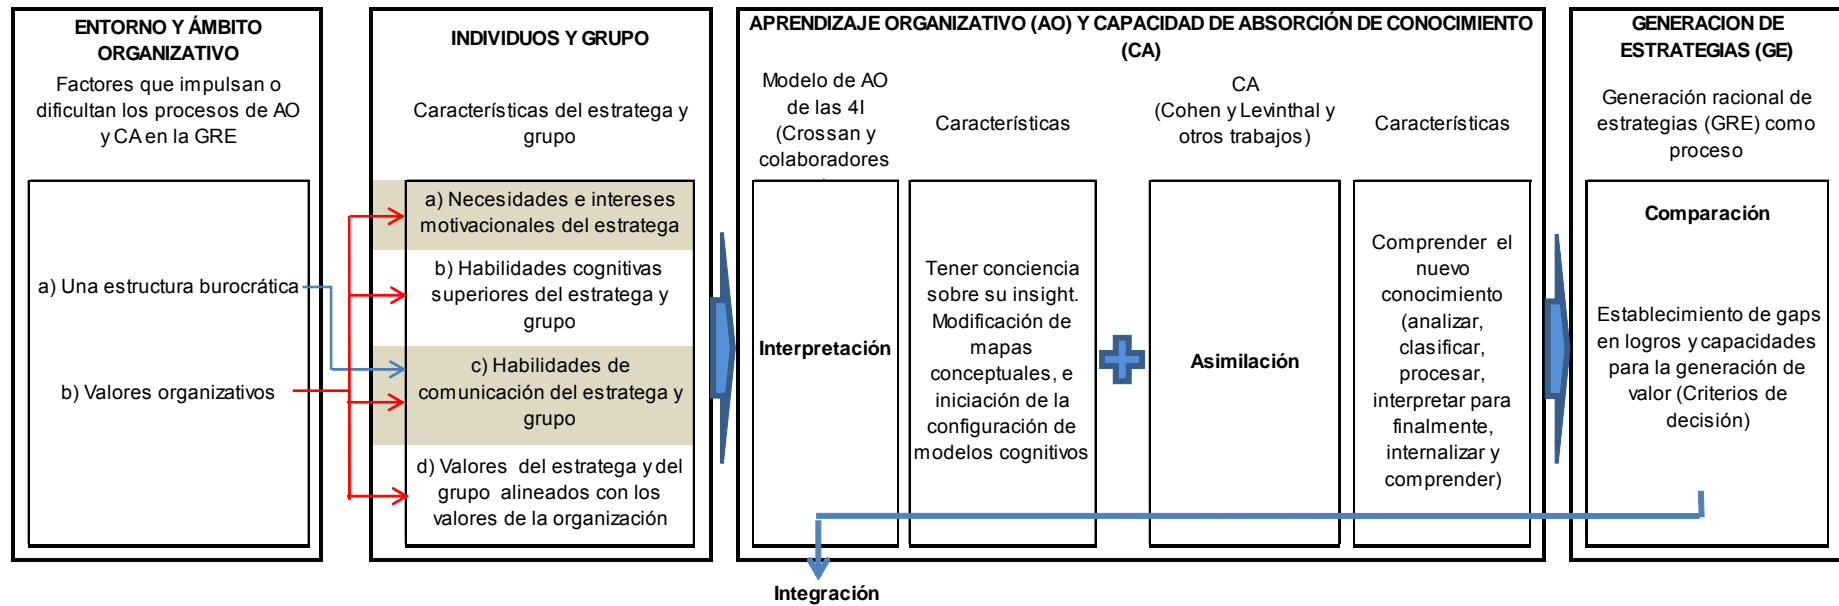 ENTORNO Y ÁMBITO
ORGANIZATIVO
Factores que impulsan o
dificultan los procesos de AO
y CA en la GRE
a) Una estructura burocrática
b) Valores organizativos
INDIVIDUOS Y GRUPO
Características del estratega y
grupo
a) Necesidades e intereses
motivacionales del estratega
b) Habilidades cognitivas
superiores del estratega y
grupo
c) Habilidades de
comunicación del estratega y
grupo
d) Valores del estratega y del
grupo alineados con los
valores de la organización
APRENDIZAJE ORGANIZATIVO (AO) Y CAPACIDAD DE ABSORCIÓN DE CONOCIMIENTO
(CA)
Modelo de AO
de las 4I
(Crossan y
colaboradores
Interpretación
Características
Tener conciencia
sobre su insight.
Modificación de
mapas
conceptuales, e
iniciación de la
configuración de
modelos cognitivos
CA
(Cohen y Levinthal y
otros trabajos)
Asimilación
Características
Comprender el
nuevo
conocimiento
(analizar,
clasificar,
procesar,
interpretar para
finalmente,
internalizar y
comprender)
GENERACION DE
ESTRATEGIAS (GE)
Generación racional de
estrategias (GRE) como
proceso
Comparación
Establecimiento de gaps
en logros y capacidades
para la generación de
valor (Criterios de
decisión)
Integración